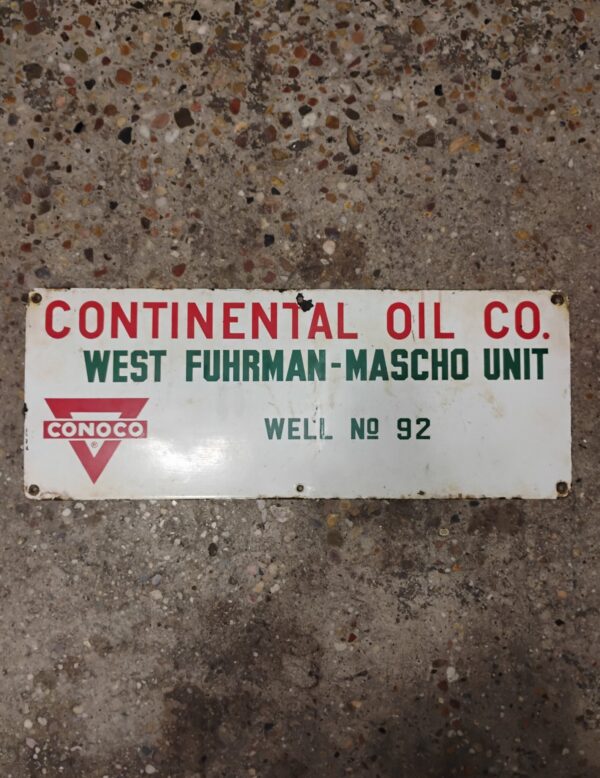 CONTINENTAL OIL CO.
WEST FUHRMAN-MASCHO UNIT
CONOCO
®
WELL Nº 92